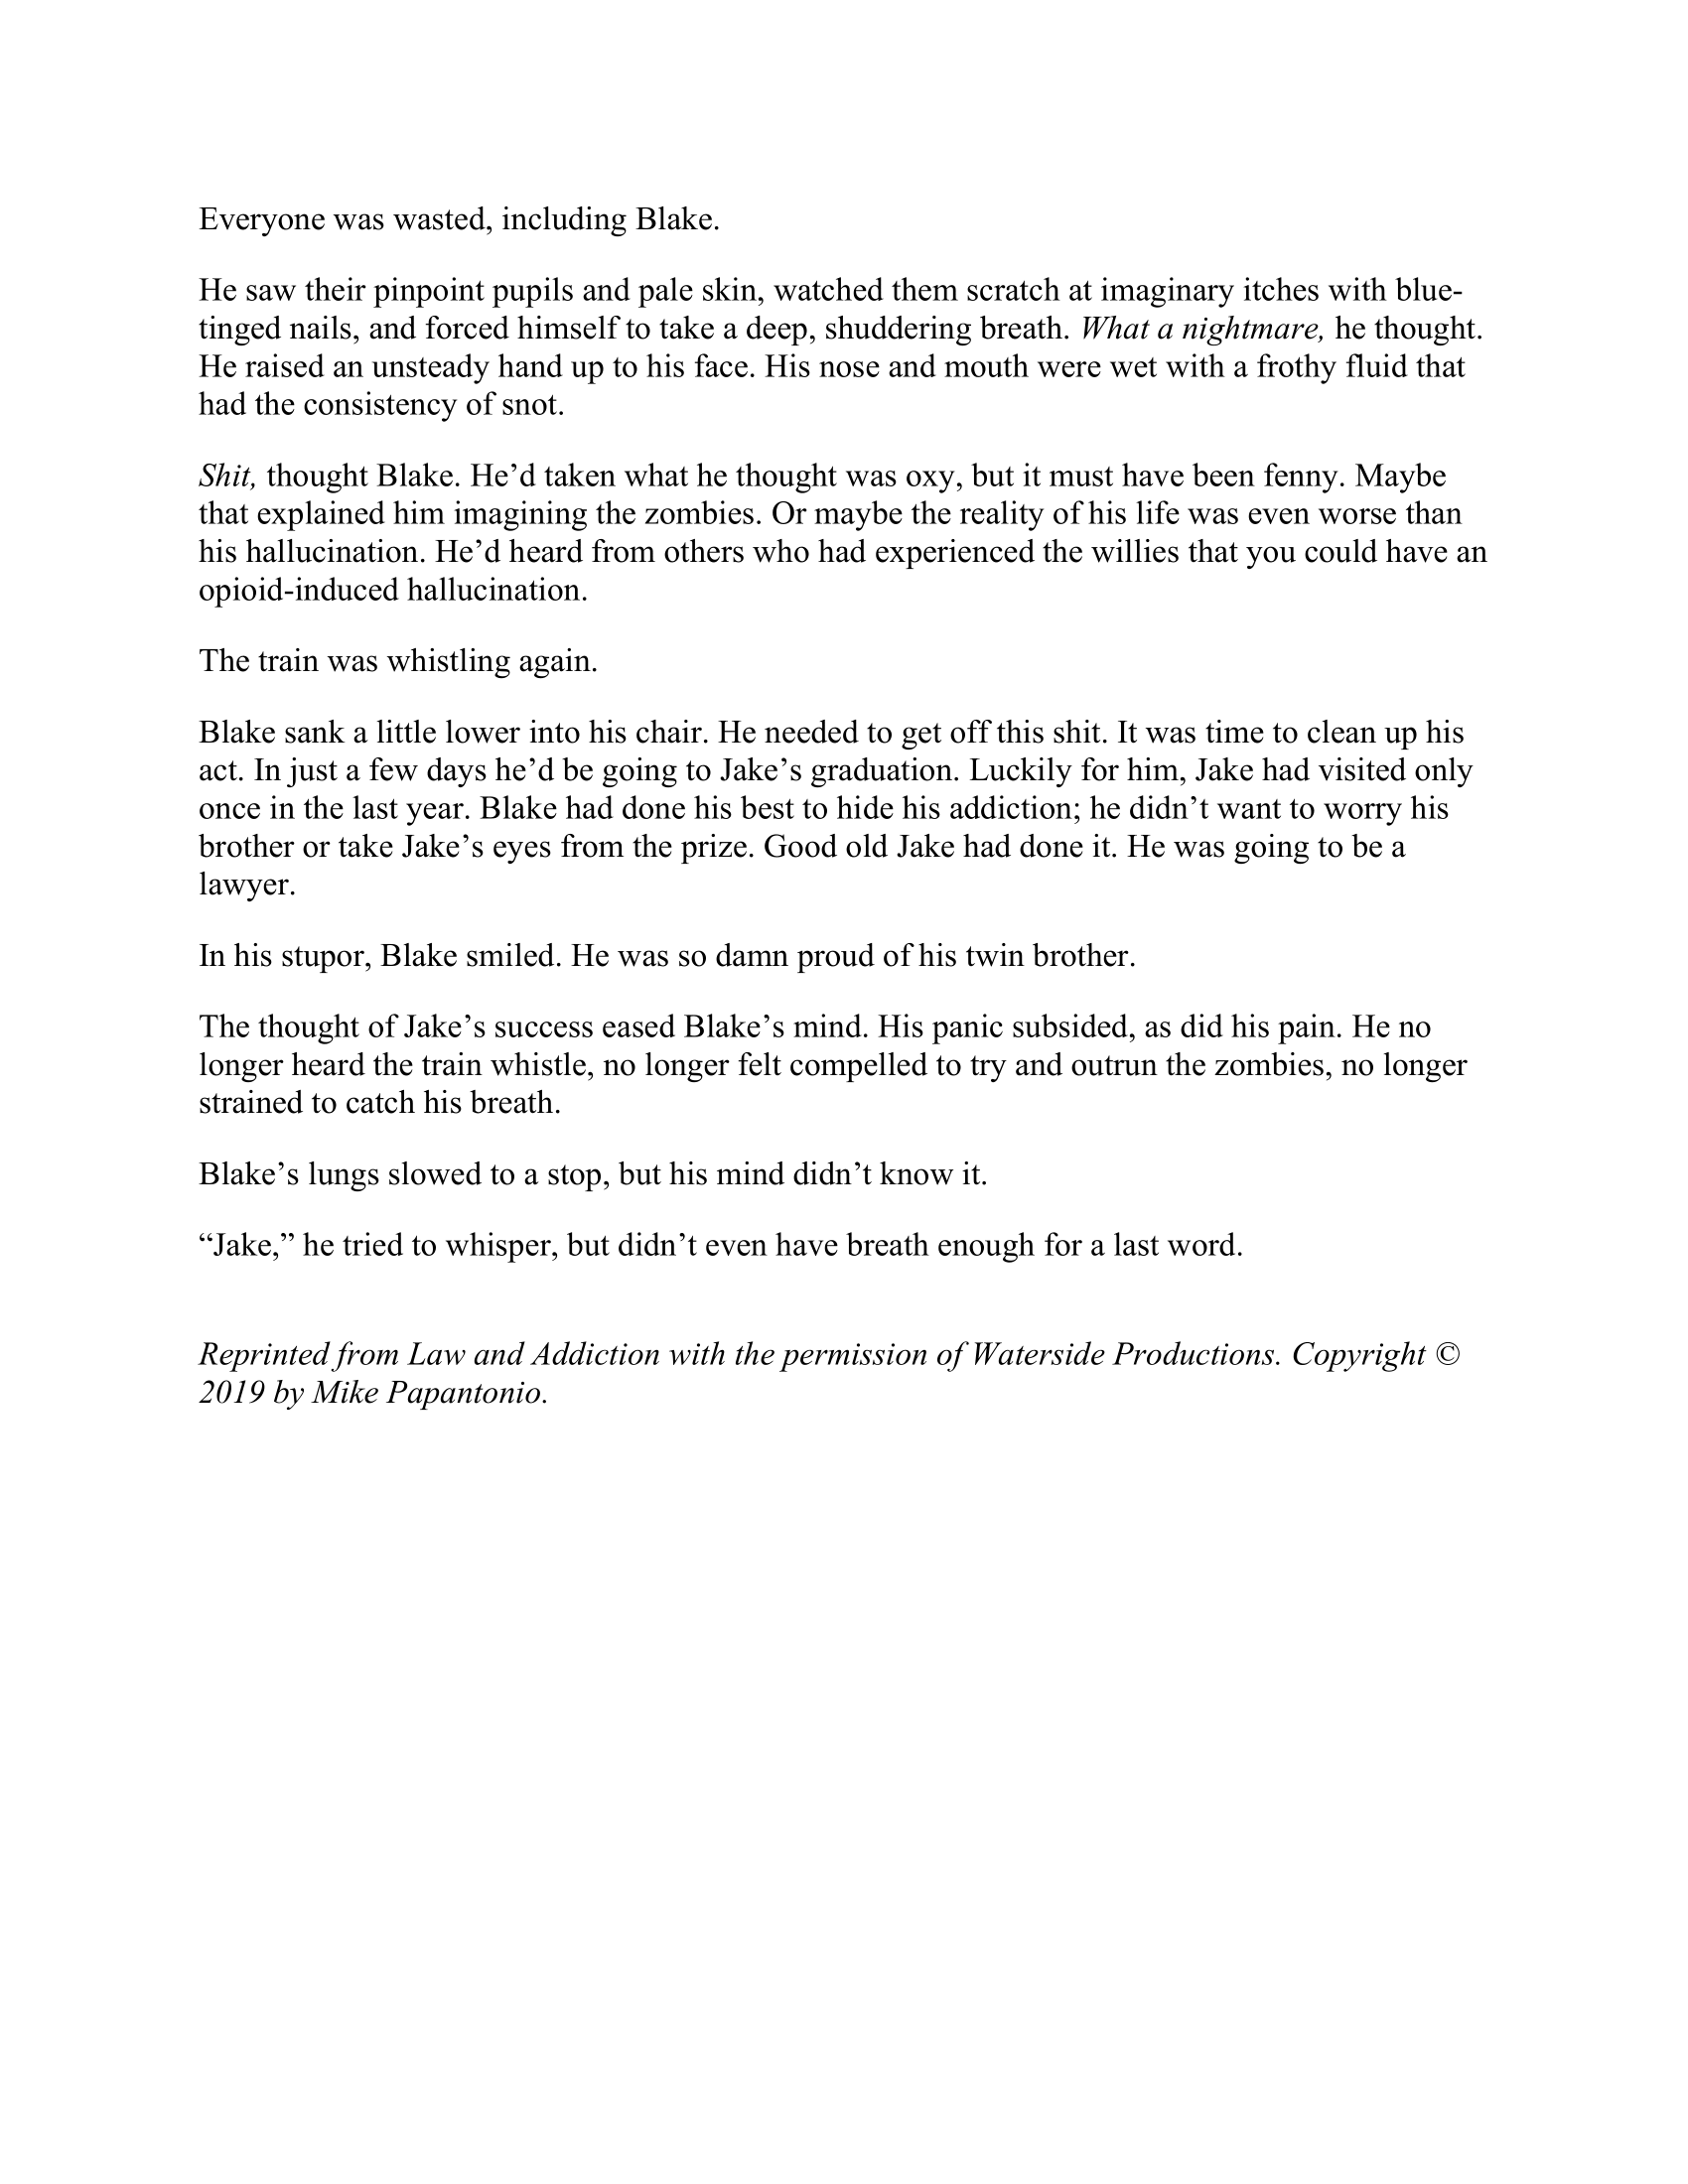 Everyone was wasted, including Blake.
He saw their pinpoint pupils and pale skin, watched them scratch at imaginary itches with blue-
tinged nails, and forced himself to take a deep, shuddering breath. What a nightmare, he thought.
He raised an unsteady hand up to his face. His nose and mouth were wet with a frothy fluid that
had the consistency of snot.
Shit, thought Blake. He’d taken what he thought was oxy, but it must have been fenny. Maybe
that explained him imagining the zombies. Or maybe the reality of his life was even worse than
his hallucination. He’d heard from others who had experienced the willies that you could have an
opioid-induced hallucination.
The train was whistling again.
Blake sank a little lower into his chair. He needed to get off this shit. It was time to clean up his
act. In just a few days he’d be going to Jake’s graduation. Luckily for him, Jake had visited only
once in the last year. Blake had done his best to hide his addiction; he didn’t want to worry his
brother or take Jake’s eyes from the prize. Good old Jake had done it. He was going to be a
lawyer.
In his stupor, Blake smiled. He was so damn proud of his twin brother.
The thought of Jake’s success eased Blake’s mind. His panic subsided, as did his pain. He no
longer heard the train whistle, no longer felt compelled to try and outrun the zombies, no longer
strained to catch his breath.
Blake’s lungs slowed to a stop, but his mind didn’t know it.
“Jake,” he tried to whisper, but didn’t even have breath enough for a last word.
Reprinted from Law and Addiction with the permission of Waterside Productions. Copyright ©
2019 by Mike Papantonio.